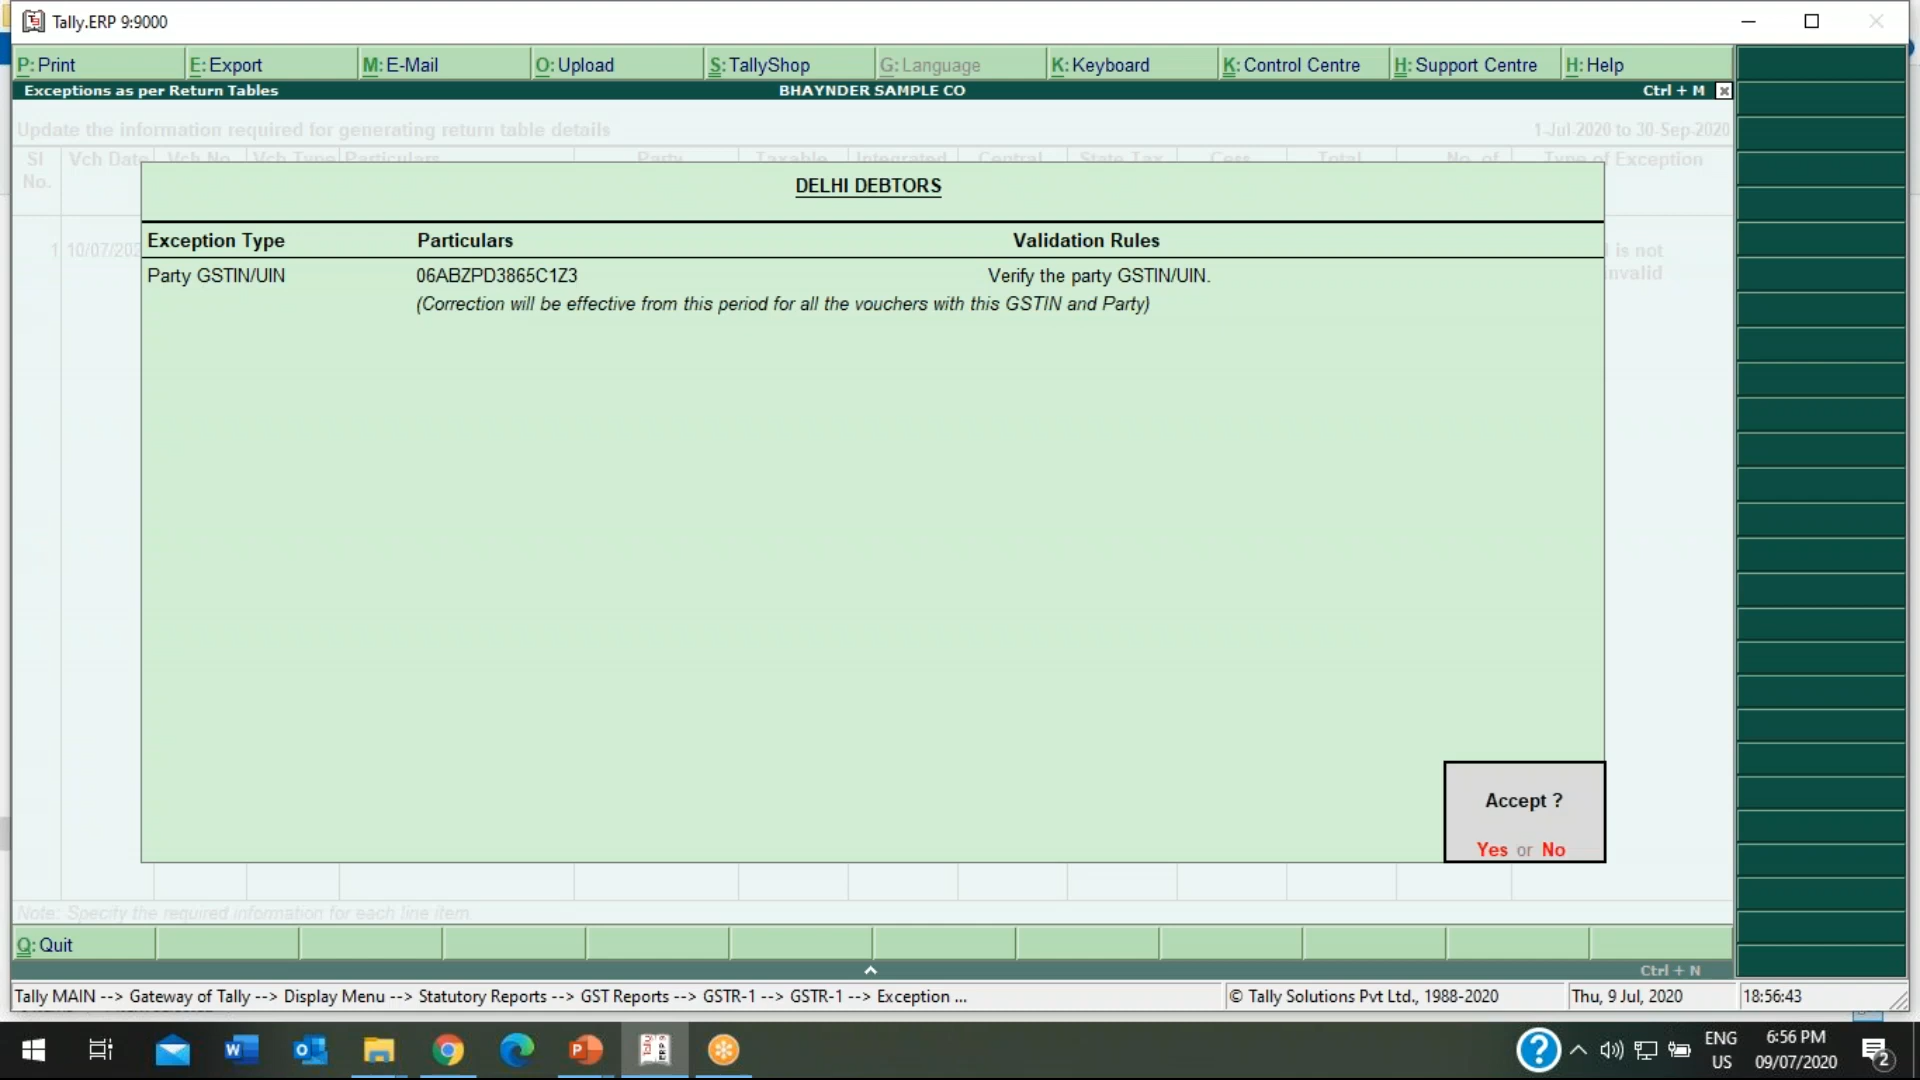 Tally.ERP 9:9000
P: Print E: Export M: E-Mail O: Upload S: TallyShop G: Language K: Keyboard K: Control Centre H: Support Centre H: Help
Exceptions as per Return Tables BHAYNDER SAMPLE CO Ctrl + M
Update the information required for generating return table details 1-Jul-2020 to 30-Sep-2020
Sl Vch Date Vch No. Vch Type Particulars Party Taxable Integrated Central State Tax Cess Total No. of Type of Exception
No.
DELHI DEBTORS
Exception Type Particulars Validation Rules
1 10/07/202 is not
Party GSTIN/UIN 06ABZPD3865C1Z3 Verify the party GSTIN/UIN.
invalid
(Correction will be effective from this period for all the vouchers with this GSTIN and Party)
Accept ?
Yes or No
Note: Specify the required information for each line item
Q: Quit
Ctrl + N
Tally MAIN --> Gateway of Tally --> Display Menu --> Statutory Reports --> GST Reports --> GSTR-1 --> GSTR-1 --> Exception ... © Tally Solutions Pvt Ltd., 1988-2020 Thu, 9 Jul, 2020 18:56:43
ENG 6:56 PM
US 09/07/2020 2